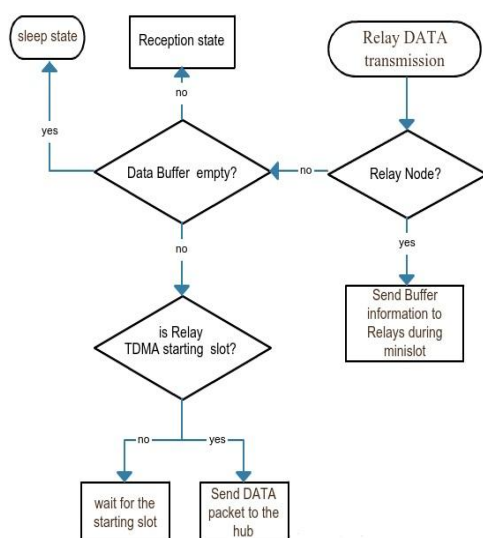 sleep state
Reception state
Relay DATA
transmission
no
yes
Data Buffer empty?
no
Relay Node?
no
yes
is Relay
TDMA starting slot?
Send Buffer
information to
Relays during
minislot
no
yes
wait for the
starting slot
Send DATA
packet to the
hub